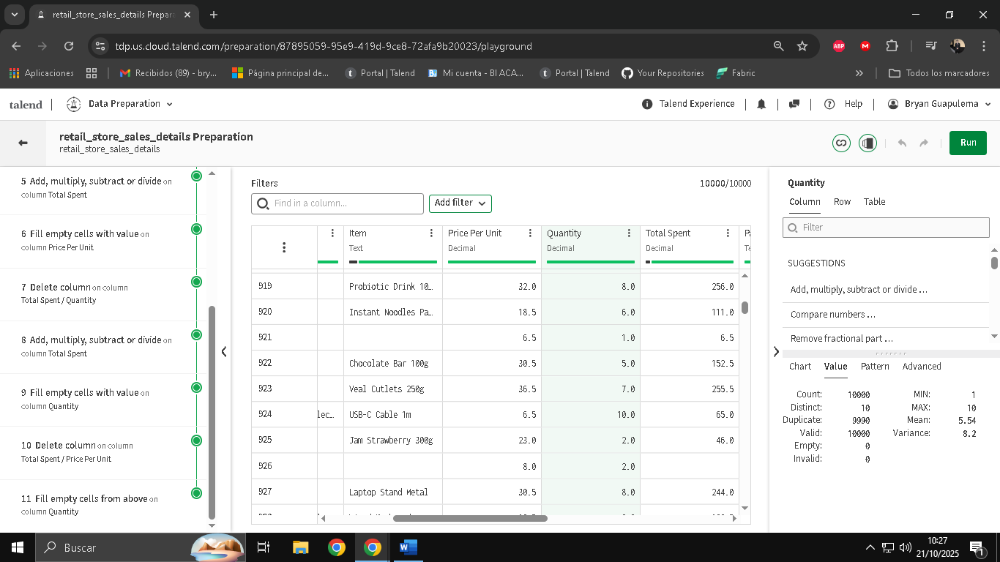 retail_store_sales_details Prepara
tdp.us.cloud.talend.com/preparation/87895059-95e9-419d-9ce8-72afa9b20023/playground
ABP
M
Aplicaciones
Recibidos (89) - bry...
Página principal de...
Portal | Talend
Mi cuenta - BI ACA...
Portal | Talend
Your Repositories
Fabric
»
Todos los marcadores
talend
Data Preparation
Talend Experience
Help
Bryan Guapulema
retail_store_sales_details Preparation
retail_store_sales_details
Run
5 Add, multiply, subtract or divide on
column Total Spent
6 Fill empty cells with value on
column Price Per Unit
7 Delete column on column
Total Spent / Quantity
8 Add, multiply, subtract or divide on
column Total Spent
9 Fill empty cells with value on
column Quantity
10 Delete column on column
Total Spent / Price Per Unit
11 Fill empty cells from above on
column Quantity
Filters
10000/10000
Find in a column...
Add filter
Item Price Per Unit Quantity Total Spent
Text Decimal Decimal Decimal
919 Probiotic Drink 10… 32.0 8.0 256.0
920 Instant Noodles Pa… 18.5 6.0 111.0
921 6.5 1.0 6.5
922 Chocolate Bar 100g 30.5 5.0 152.5
923 Veal Cutlets 250g 36.5 7.0 255.5
924 lec… USB-C Cable 1m 6.5 10.0 65.0
925 Jam Strawberry 300g 23.0 2.0 46.0
926 8.0 2.0
927 Laptop Stand Metal 30.5 8.0 244.0
Quantity
Column Row Table
Filter
SUGGESTIONS
Add, multiply, subtract or divide ...
Compare numbers ...
Remove fractional part ...
Chart Value Pattern Advanced
Count: 10000 MIN: 1
Distinct: 10 MAX: 10
Duplicate: 9990 Mean: 5.54
Valid: 10000 Variance: 8.2
Empty: 0
Invalid: 0
Buscar
10:27
21/10/2025
1